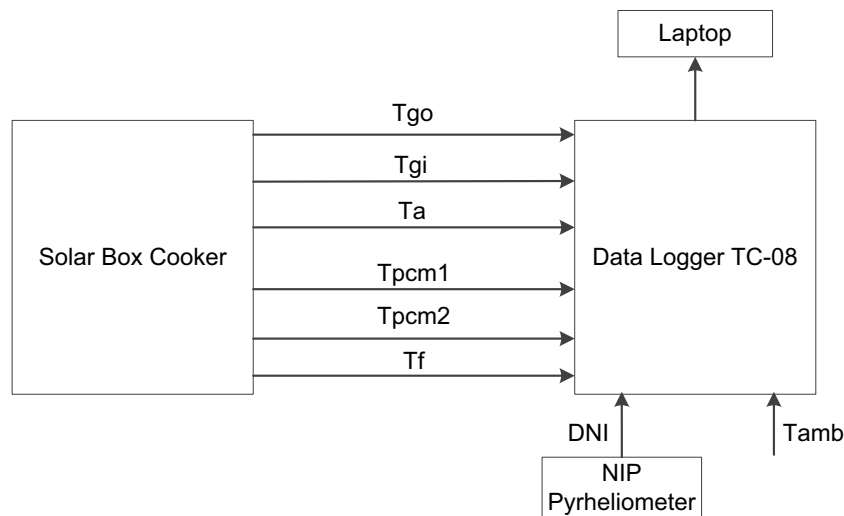 Laptop
Tgo
Tgi
Ta
Solar Box Cooker
Data Logger TC-08
Tpcm1
Tpcm2
Tf
DNI
Tamb
NIP
Pyrheliometer